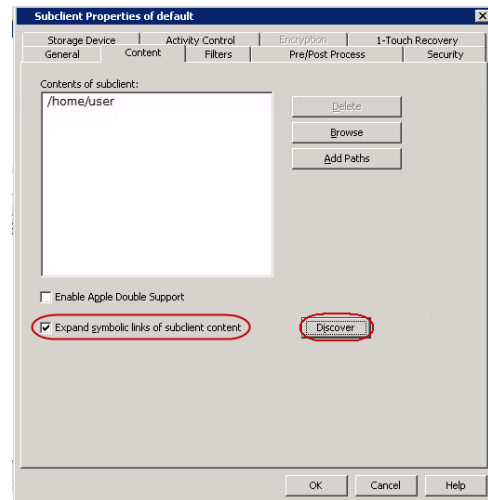 Subclient Properties of default
Storage Device Activity Control Encryption 1-Touch Recovery
General Content Filters Pre/Post Process Security
Contents of subclient:
/home/user
Delete
Browse
Add Paths
Enable Apple Double Support
Expand symbolic links of subclient content Discover
OK Cancel Help